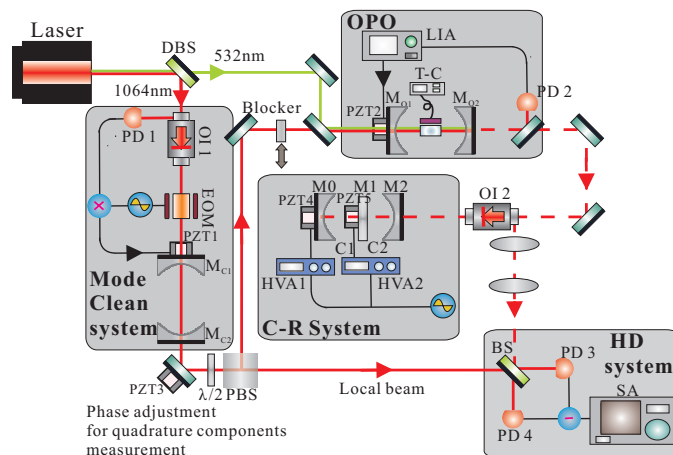 Laser
DBS
532nm
1064nm
OPO
LIA
T-C
PD 2
PZT2
MO1
MO2
Blocker
PD 1
OI 1
EOM
PZT1
MC1
Mode
Clean
system
MC2
PZT3
λ/2
PBS
Phase adjustment
for quadrature components
measurement
PZT4
M0
PZT5
M1
M2
OI 2
C1
C2
HVA1
HVA2
C-R System
Local beam
BS
HD
system
PD 3
SA
PD 4